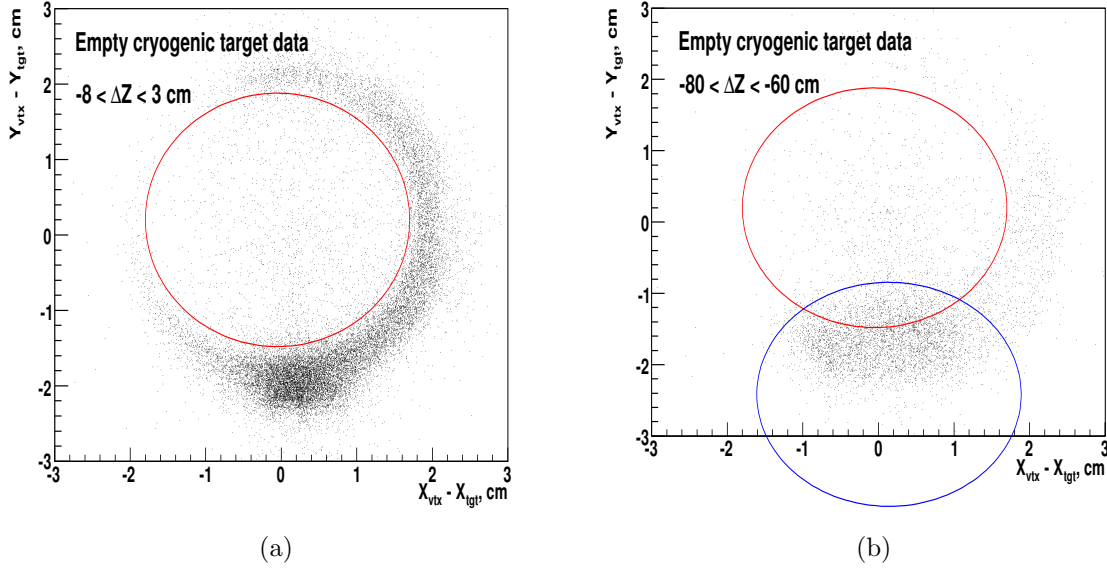 Y_vtx - Y_tgt, cm
Empty cryogenic target data
-8 < ΔZ < 3 cm
3
2
1
0
-1
-2
-3
-3 -2 -1 0 1 2 3
X_vtx - X_tgt, cm
(a)
Y_vtx - Y_tgt, cm
Empty cryogenic target data
-80 < ΔZ < -60 cm
3
2
1
0
-1
-2
-3
-3 -2 -1 0 1 2 3
X_vtx - X_tgt, cm
(b)